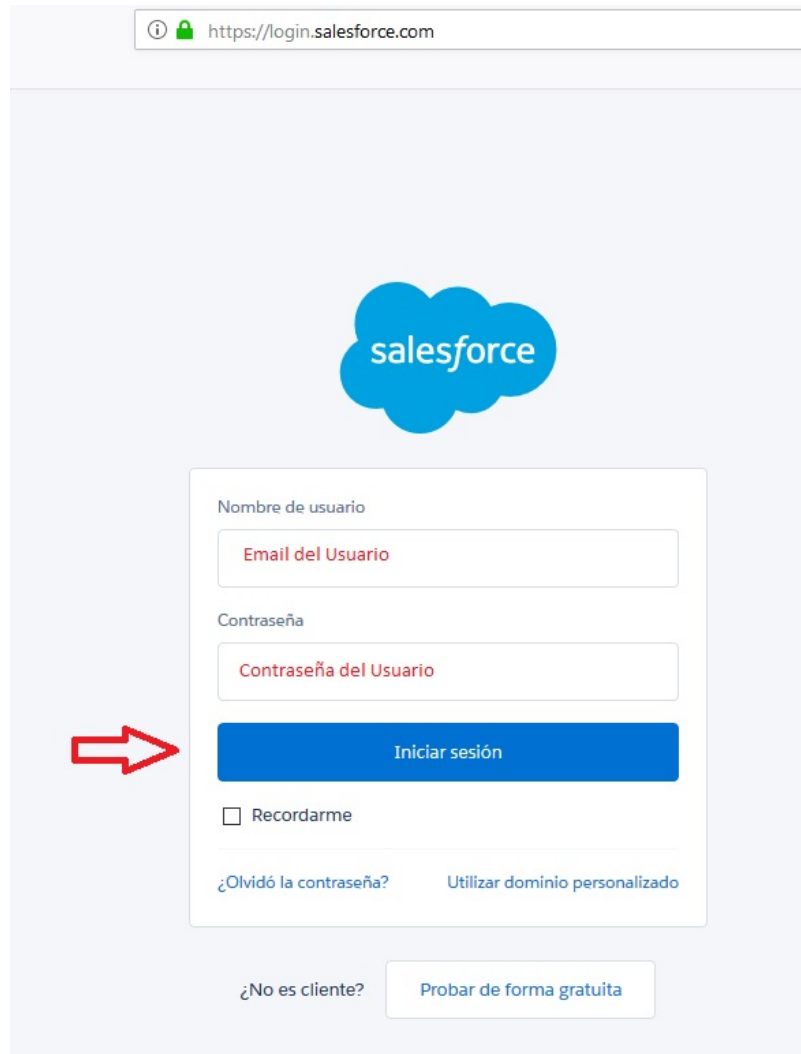 https://login.salesforce.com
salesforce
Nombre de usuario
Email del Usuario
Contraseña
Contraseña del Usuario
Iniciar sesión
Recordarme
¿Olvidó la contraseña? Utilizar dominio personalizado
¿No es cliente? Probar de forma gratuita